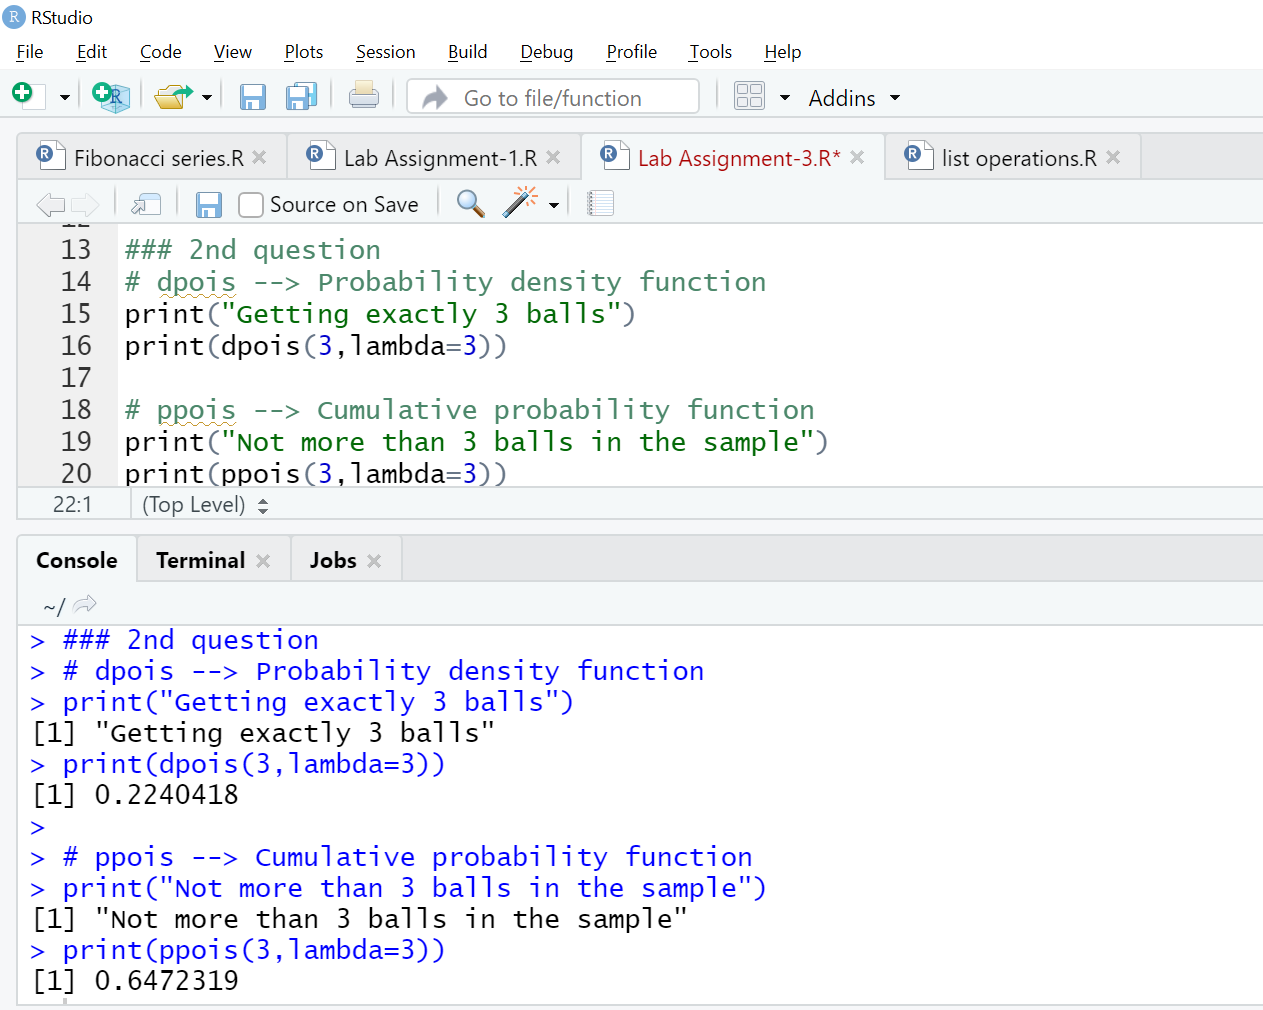 RStudio
File Edit Code View Plots Session Build Debug Profile Tools Help
Go to file/function Addins
Fibonacci series.R Lab Assignment-1.R Lab Assignment-3.R* list operations.R
Source on Save
12
13 ### 2nd question
14 # dpois --> Probability density function
15 print("Getting exactly 3 balls")
16 print(dpois(3,lambda=3))
17
18 # ppois --> Cumulative probability function
19 print("Not more than 3 balls in the sample")
20 print(ppois(3,lambda=3))
22:1 (Top Level)
Console Terminal Jobs
~/
> ### 2nd question
> # dpois --> Probability density function
> print("Getting exactly 3 balls")
[1] "Getting exactly 3 balls"
> print(dpois(3,lambda=3))
[1] 0.2240418
>
> # ppois --> Cumulative probability function
> print("Not more than 3 balls in the sample")
[1] "Not more than 3 balls in the sample"
> print(ppois(3,lambda=3))
[1] 0.6472319